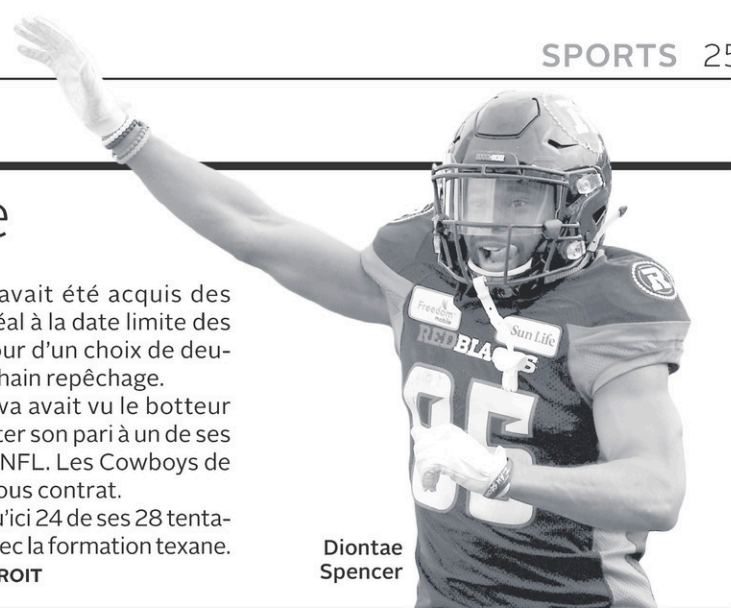 SPORTS 25
e
avait été acquis des
éal à la date limite des
our d'un choix de deu-
hain repêchage.
wa avait vu le botteur
ter son pari à un de ses
NFL. Les Cowboys de
ous contrat.
u'ici 24 de ses 28 tenta-
ec la formation texane.
ROIT
Diontae
Spencer
R
Freedom
mobile
Sun Life
REDBLACKS
85